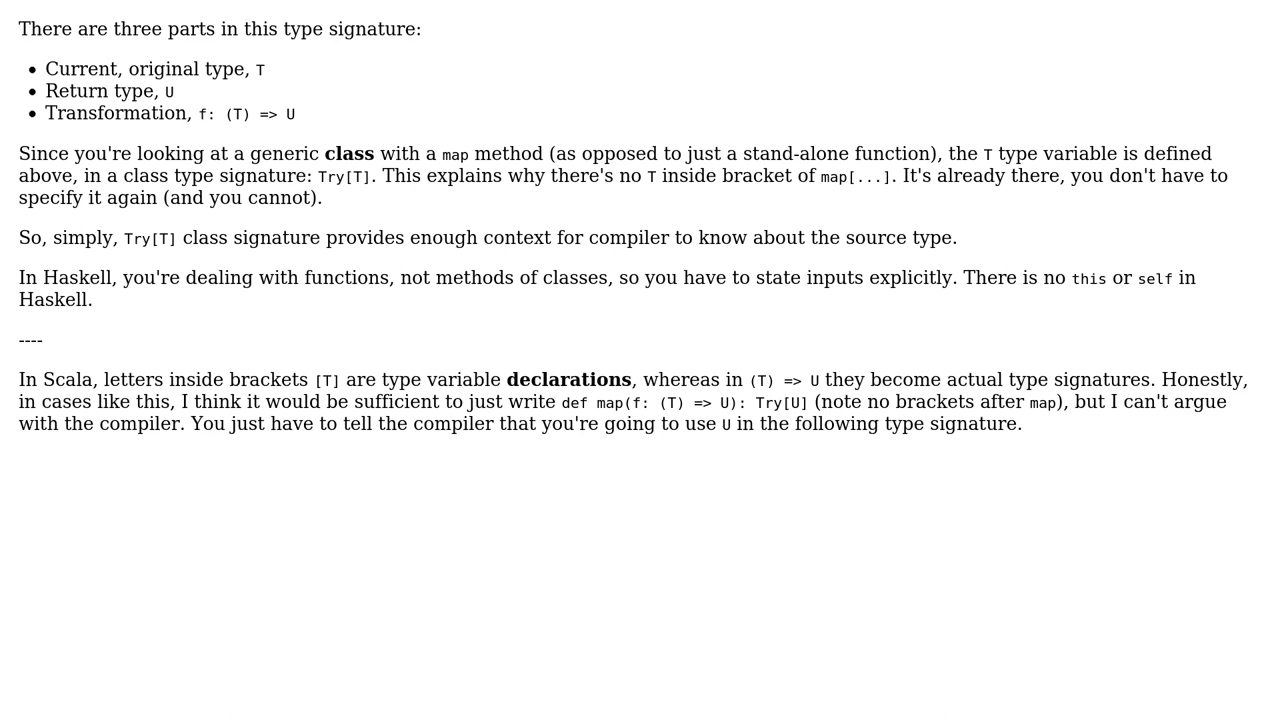 There are three parts in this type signature:
• Current, original type, T
• Return type, U
• Transformation, f: (T) => U
Since you're looking at a generic class with a map method (as opposed to just a stand-alone function), the T type variable is defined
above, in a class type signature: Try[T]. This explains why there's no T inside bracket of map[...]. It's already there, you don't have to
specify it again (and you cannot).
So, simply, Try[T] class signature provides enough context for compiler to know about the source type.
In Haskell, you're dealing with functions, not methods of classes, so you have to state inputs explicitly. There is no this or self in
Haskell.
----
In Scala, letters inside brackets [T] are type variable declarations, whereas in (T) => U they become actual type signatures. Honestly,
in cases like this, I think it would be sufficient to just write def map(f: (T) => U): Try[U] (note no brackets after map), but I can't argue
with the compiler. You just have to tell the compiler that you're going to use U in the following type signature.